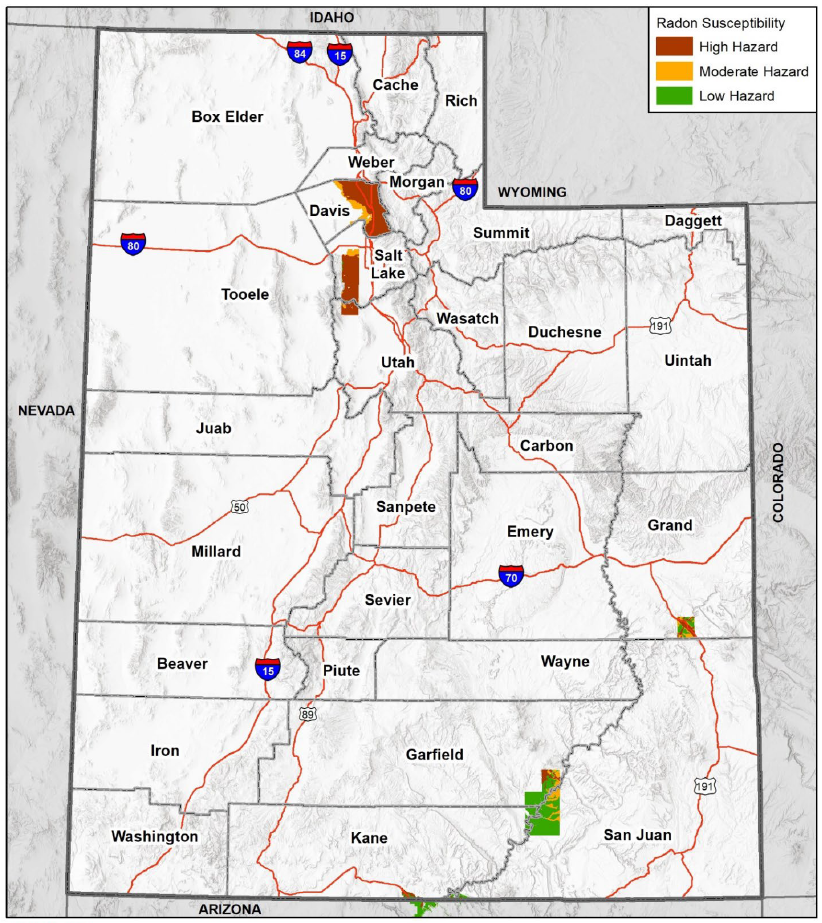 IDAHO
Radon Susceptibility
High Hazard
Moderate Hazard
Low Hazard
84
15
Cache
Rich
Box Elder
Weber
Morgan
80
WYOMING
Davis
Daggett
Summit
80
Salt
Lake
Tooele
Wasatch
191
Duchesne
Utah
Uintah
NEVADA
Juab
Carbon
COLORADO
50
Sanpete
Emery
Grand
Millard
70
Sevier
Beaver
15
Piute
Wayne
89
Iron
Garfield
191
Washington
Kane
San Juan
ARIZONA